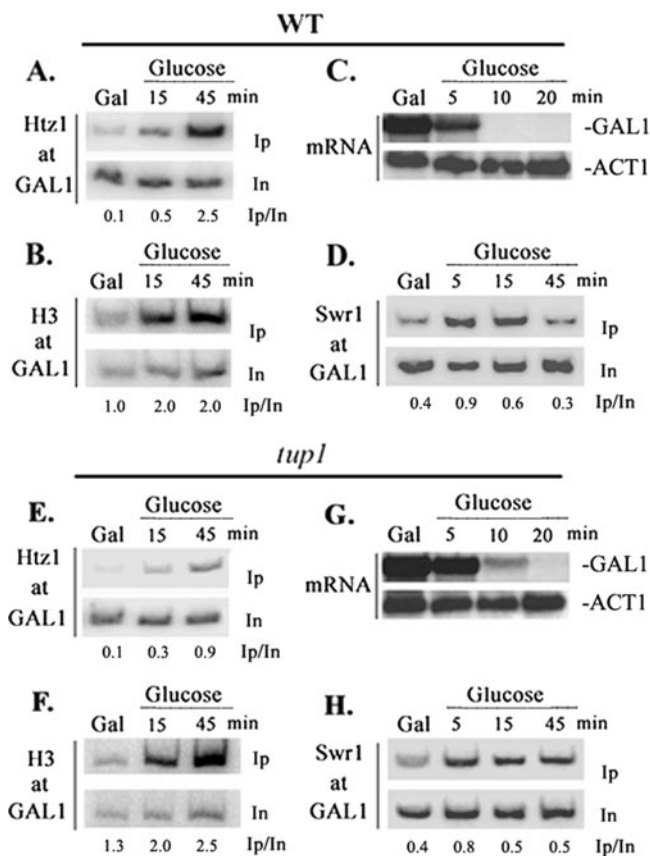 WT
A.
Glucose
Gal 15 45 min
Htz1
at
GAL1
Ip
In
0.1 0.5 2.5 Ip/In
C.
Glucose
Gal 5 10 20 min
mRNA
-GAL1
-ACT1
B.
Glucose
Gal 15 45 min
H3
at
GAL1
Ip
In
1.0 2.0 2.0 Ip/In
D.
Glucose
Gal 5 15 45 min
Swr1
at
GAL1
Ip
In
0.4 0.9 0.6 0.3 Ip/In
tup1
E.
Glucose
Gal 15 45 min
Htz1
at
GAL1
Ip
In
0.1 0.3 0.9 Ip/In
G.
Glucose
Gal 5 10 20 min
mRNA
-GAL1
-ACT1
F.
Glucose
Gal 15 45 min
H3
at
GAL1
Ip
In
1.3 2.0 2.5 Ip/In
H.
Glucose
Gal 5 15 45 min
Swr1
at
GAL1
Ip
In
0.4 0.8 0.5 0.5 Ip/In